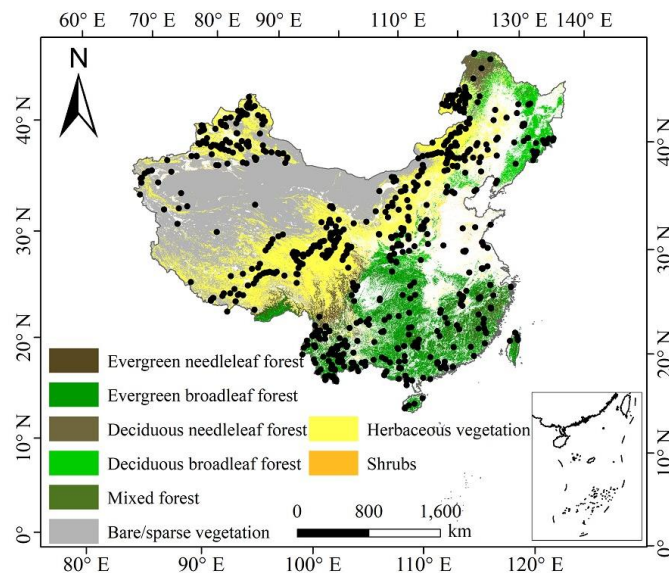 60° E 70° E 80° E 90° E 110° E 120° E 130° E 140° E
N
40° N
30° N
20° N
10° N
0°
40° N
30° N
20° N
10° N
0°
Evergreen needleleaf forest
Evergreen broadleaf forest
Deciduous needleleaf forest
Deciduous broadleaf forest
Mixed forest
Bare/sparse vegetation
Herbaceous vegetation
Shrubs
0 800 1,600
km
80° E 90° E 100° E 110° E 120° E